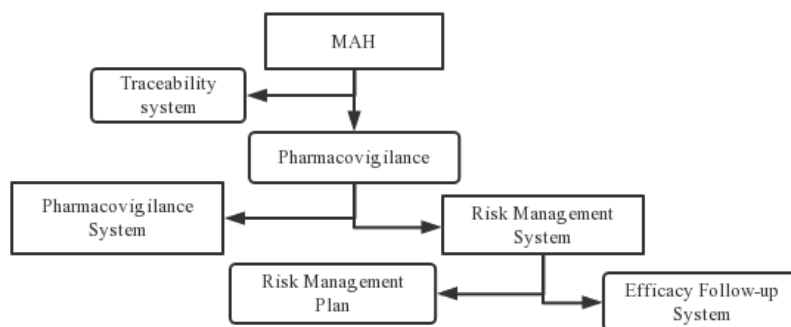 MAH
Traceability
system
Pharmacovigilance
Pharmacovigilance
System
Risk Management
System
Risk Management
Plan
Efficacy Follow-up
System